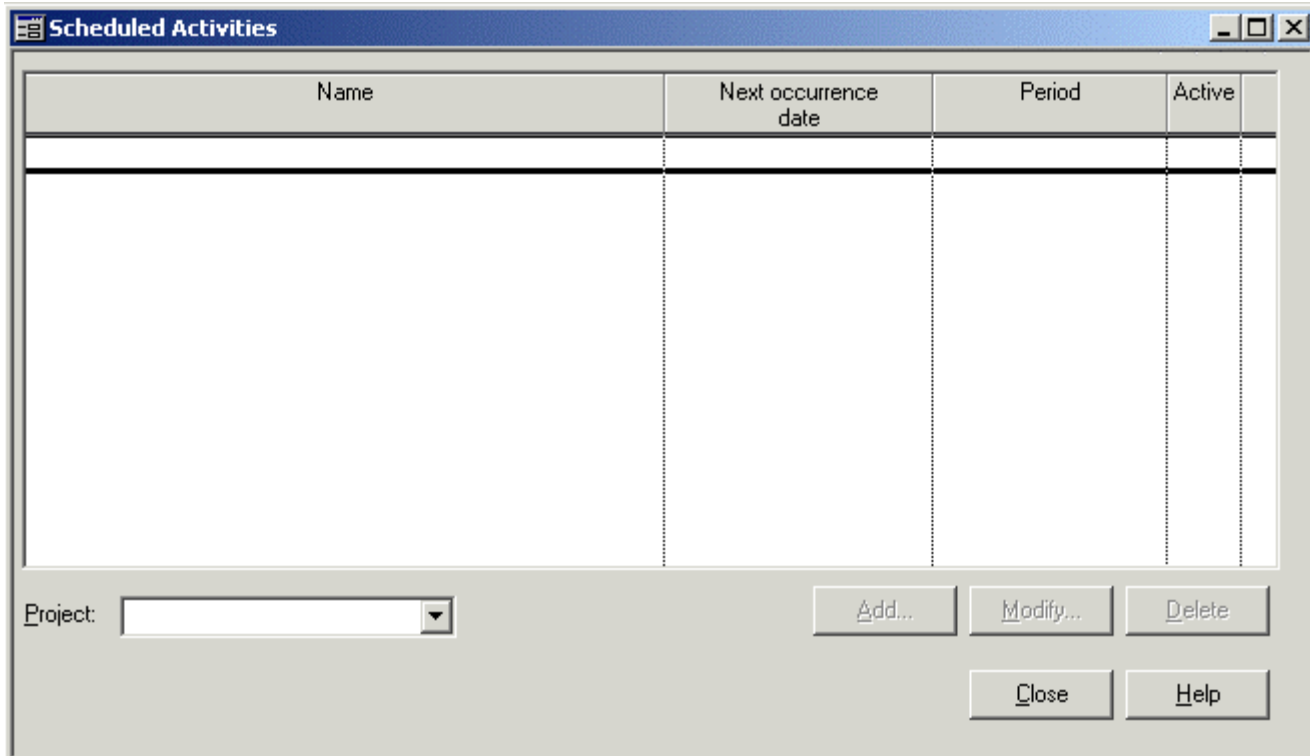 Scheduled Activities
Name
Next occurrence
date
Period
Active
Project:
Add...
Modify...
Delete
Close
Help